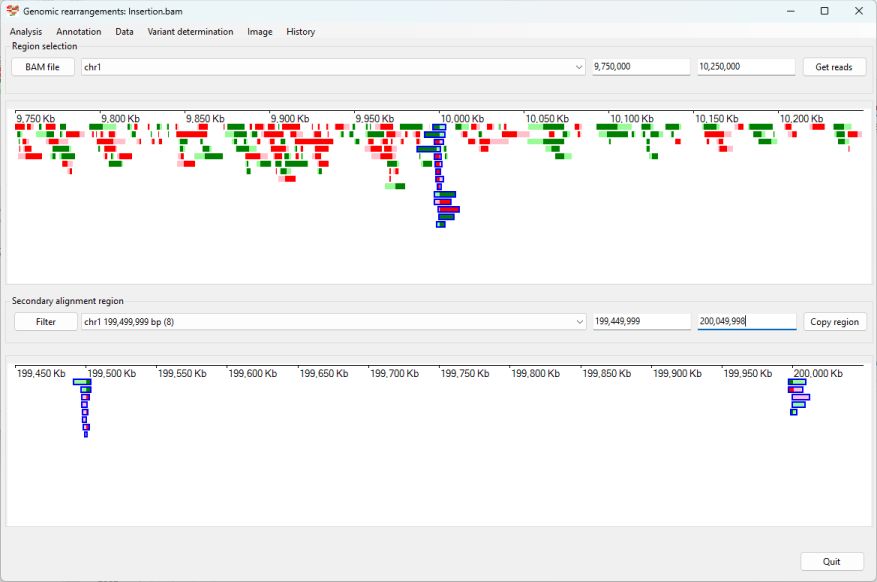 Genomic rearrangements: Insertion.bam
Analysis Annotation Data Variant determination Image History
Region selection
BAM file chr1 9,750,000 10,250,000 Get reads
9,750 Kb 9,800 Kb 9,850 Kb 9,900 Kb 9,950 Kb 10,000 Kb 10,050 Kb 10,100 Kb 10,150 Kb 10,200 Kb
Secondary alignment region
Filter chr1 199,499,999 bp (8) 199,449,999 200,049,998 Copy region
199,450 Kb 199,500 Kb 199,550 Kb 199,600 Kb 199,650 Kb 199,700 Kb 199,750 Kb 199,800 Kb 199,850 Kb 199,900 Kb 199,950 Kb 200,000 Kb
Quit